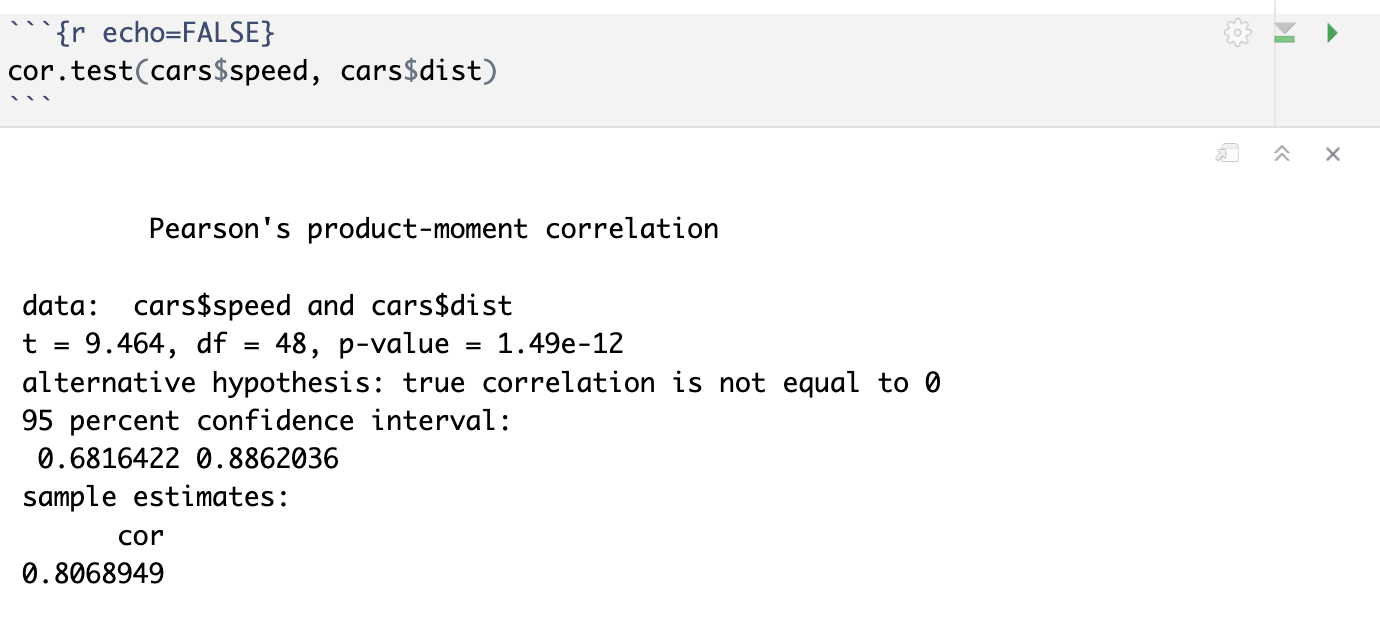 ```{r echo=FALSE}
cor.test(cars$speed, cars$dist)
```
Pearson's product-moment correlation
data:  cars$speed and cars$dist
t = 9.464, df = 48, p-value = 1.49e-12
alternative hypothesis: true correlation is not equal to 0
95 percent confidence interval:
 0.6816422 0.8862036
sample estimates:
      cor
0.8068949